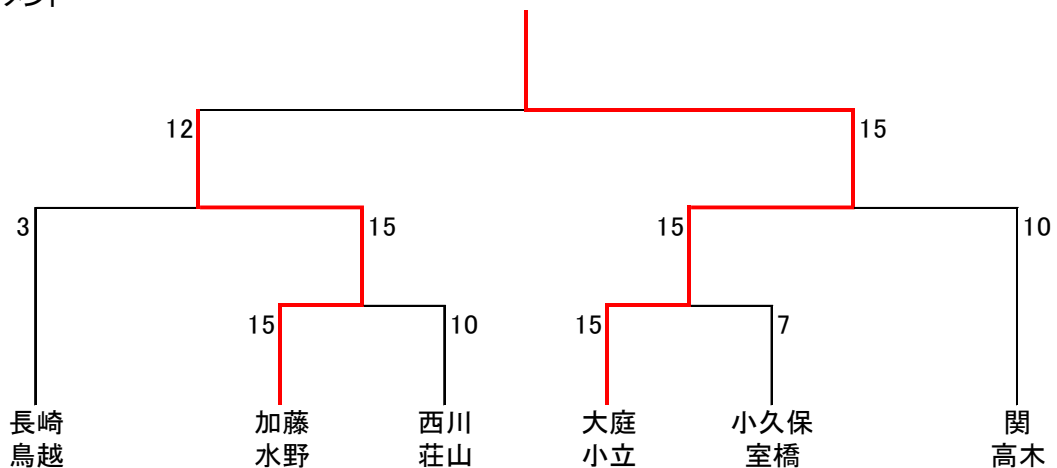 12 15
3 15 15 10
15 10 15 7
長崎 加藤 西川 大庭 小久保 関
鳥越 水野 荘山 小立 室橋 高木